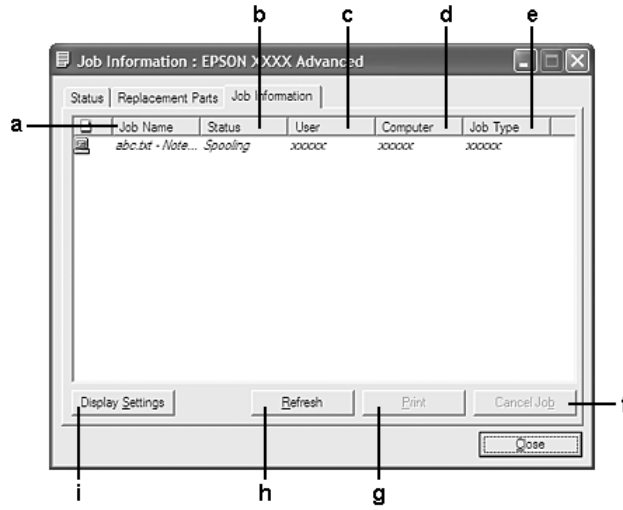 b c d e
Job Information : EPSON XXXX Advanced
Status Replacement Parts Job Information
a Job Name Status User Computer Job Type
abc.txt - Note... Spooling xxxxxx xxxxxx xxxxxx
Display Settings Refresh Print Cancel Job
Close
i h g